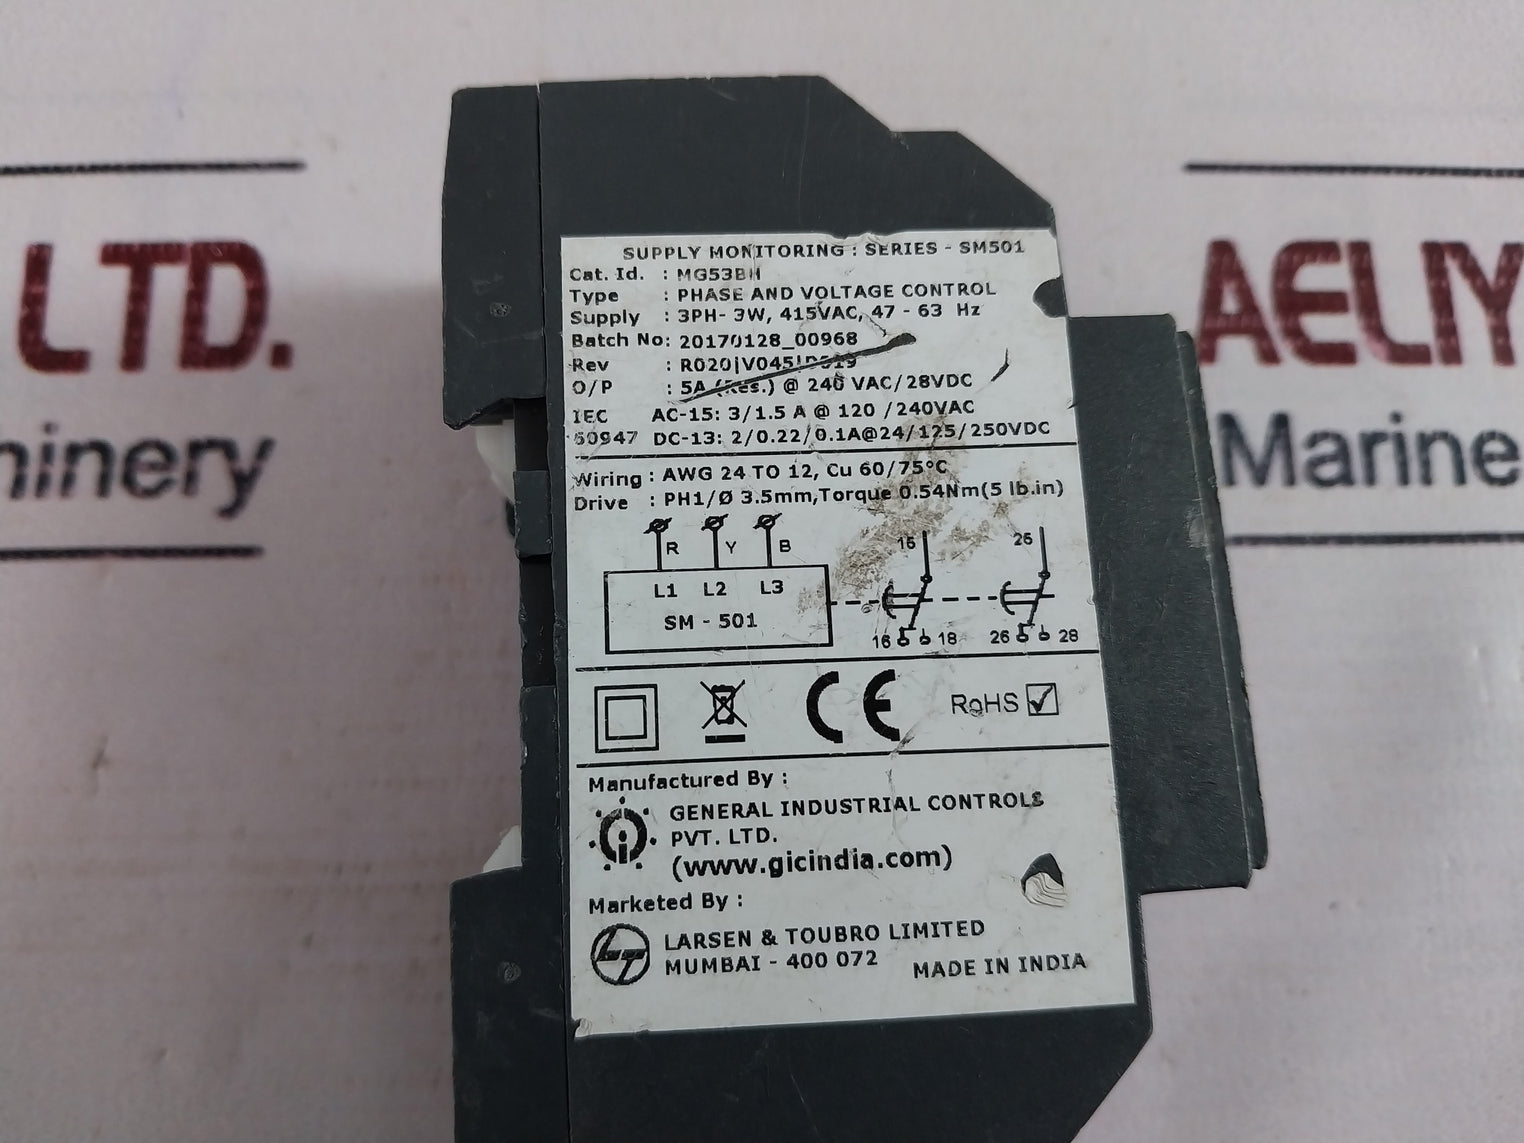 LTD.
hinery
AELIY
Marine
SUPPLY MONITORING : SERIES - SM501
Cat. Id. : MG53BH
Type : PHASE AND VOLTAGE CONTROL
Supply : 3PH- 3W, 415VAC, 47 - 63 Hz
Batch No: 20170128_00968
Rev : R020|V045|
O/P : 5A (Res.) @ 240 VAC/28VDC
IEC AC-15: 3/1.5 A @ 120 /240VAC
60947 DC-13: 2/0.22/0.1A@24/125/250VDC
Wiring : AWG 24 TO 12, Cu 60/75°C
Drive : PH1/Ø 3.5mm,Torque 0.54Nm(5 lb.in)
R Y B 15 25
L1 L2 L3
SM - 501
16 18 26 28
CE RoHS
Manufactured By :
GENERAL INDUSTRIAL CONTROLS
PVT. LTD.
(www.gicindia.com)
Marketed By :
LT LARSEN & TOUBRO LIMITED
MUMBAI - 400 072 MADE IN INDIA